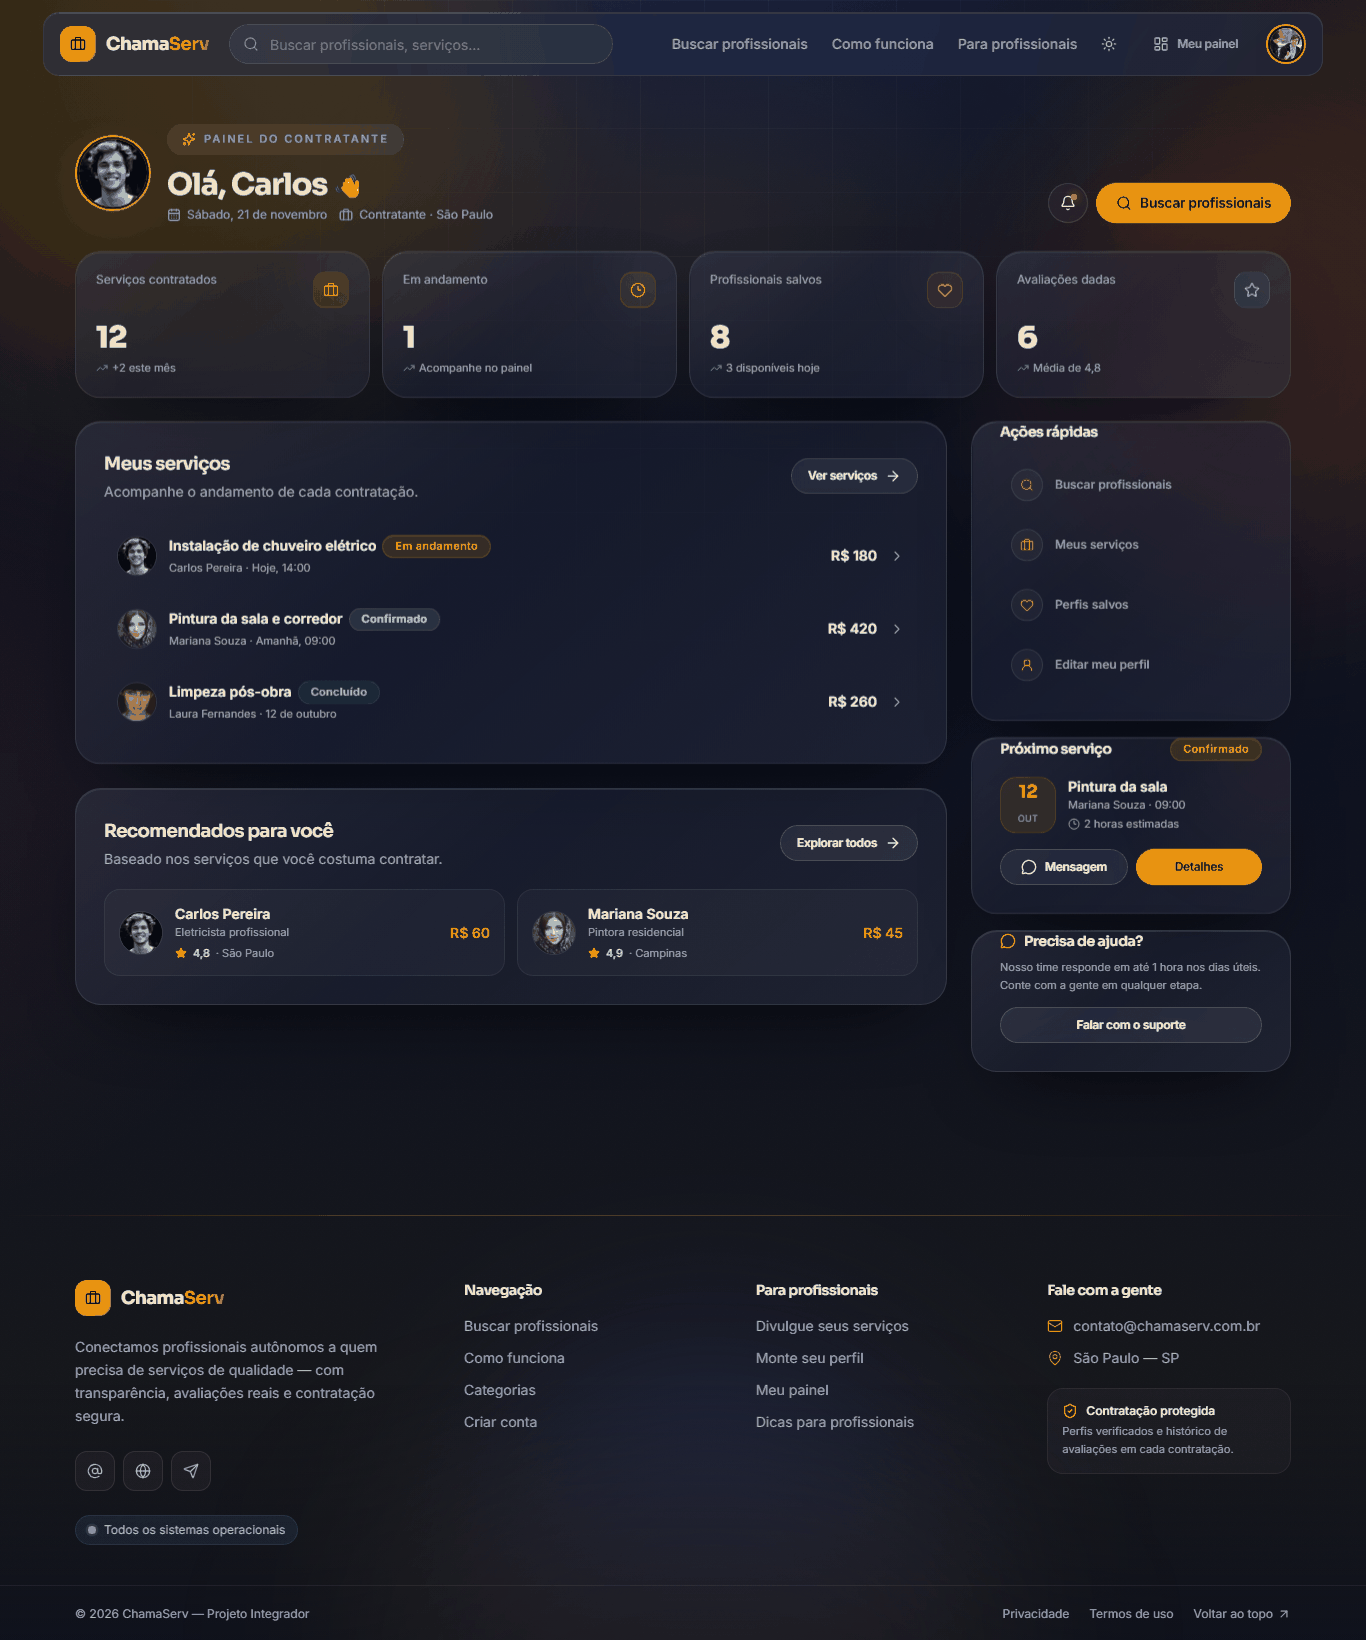 ChamaServ
Buscar profissionais, serviços...
Buscar profissionais
Como funciona
Para profissionais
Meu painel
PAINEL DO CONTRATANTE
Olá, Carlos
Sábado, 21 de novembro
Contratante · São Paulo
Buscar profissionais
Serviços contratados
12
+2 este mês
Em andamento
1
Acompanhe no painel
Profissionais salvos
8
3 disponíveis hoje
Avaliações dadas
6
Média de 4,8
Meus serviços
Acompanhe o andamento de cada contratação.
Ver serviços
Instalação de chuveiro elétrico
Em andamento
Carlos Pereira · Hoje, 14:00
R$ 180
Pintura da sala e corredor
Confirmado
Mariana Souza · Amanhã, 09:00
R$ 420
Limpeza pós-obra
Concluído
Laura Fernandes · 12 de outubro
R$ 260
Recomendados para você
Baseado nos serviços que você costuma contratar.
Explorar todos
Carlos Pereira
Eletricista profissional
4,8 · São Paulo
R$ 60
Mariana Souza
Pintora residencial
4,9 · Campinas
R$ 45
Ações rápidas
Buscar profissionais
Meus serviços
Perfis salvos
Editar meu perfil
Próximo serviço
Confirmado
12
OUT
Pintura da sala
Mariana Souza · 09:00
2 horas estimadas
Mensagem
Detalhes
Precisa de ajuda?
Nosso time responde em até 1 hora nos dias úteis.
Conte com a gente em qualquer etapa.
Falar com o suporte
ChamaServ
Conectamos profissionais autônomos a quem
precisa de serviços de qualidade — com
transparência, avaliações reais e contratação
segura.
Todos os sistemas operacionais
Navegação
Buscar profissionais
Como funciona
Categorias
Criar conta
Para profissionais
Divulgue seus serviços
Monte seu perfil
Meu painel
Dicas para profissionais
Fale com a gente
contato@chamaserv.com.br
São Paulo — SP
Contratação protegida
Perfis verificados e histórico de
avaliações em cada contratação.
© 2026 ChamaServ — Projeto Integrador
Privacidade
Termos de uso
Voltar ao topo